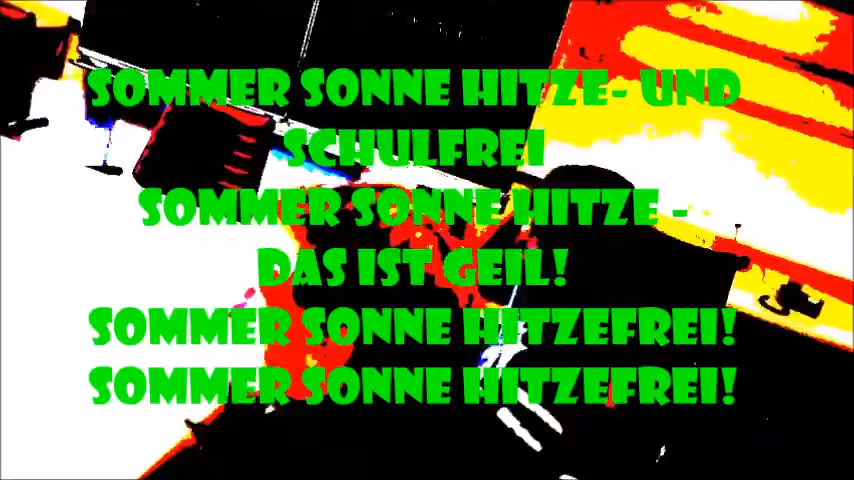 SOMMER SONNE HITZE- UND
SCHULFREI
SOMMER SONNE HITZE -
DAS IST GEIL!
SOMMER SONNE HITZEFREI!
SOMMER SONNE HITZEFREI!